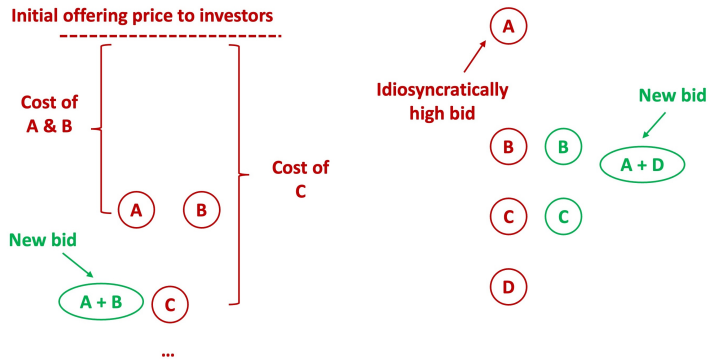 Initial offering price to investors
Cost of
A & B
Cost of
C
A
B
New bid
A + B
C
...
A
Idiosyncratically
high bid
New bid
B
B
A + D
C
C
D